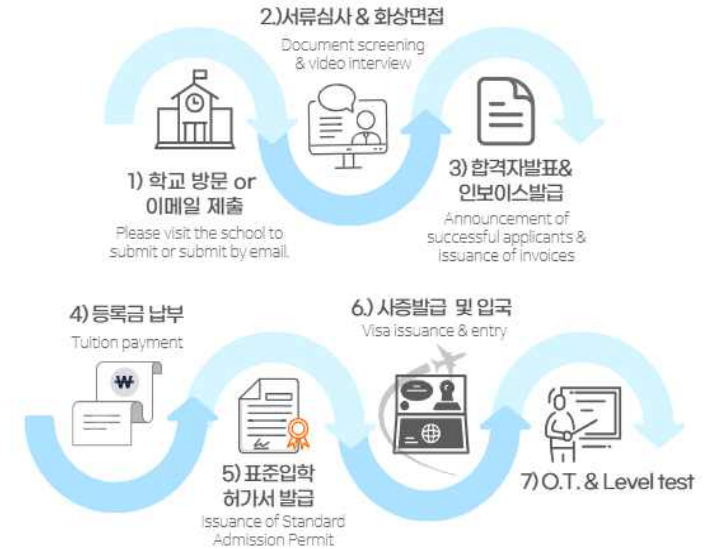 2.)서류심사 & 화상면접
Document screening
& video interview
1) 학교 방문 or
이메일 제출
Please visit the school to
submit or submit by email.
3) 합격자발표&
인보이스발급
Announcement of
successful applicants &
issuance of invoices
4) 등록금 납부
Tuition payment
₩
5) 표준입학
허가서 발급
Issuance of Standard
Admission Permit
6.) 사증발급 및 입국
Visa issuance & entry
7) O.T. & Level test